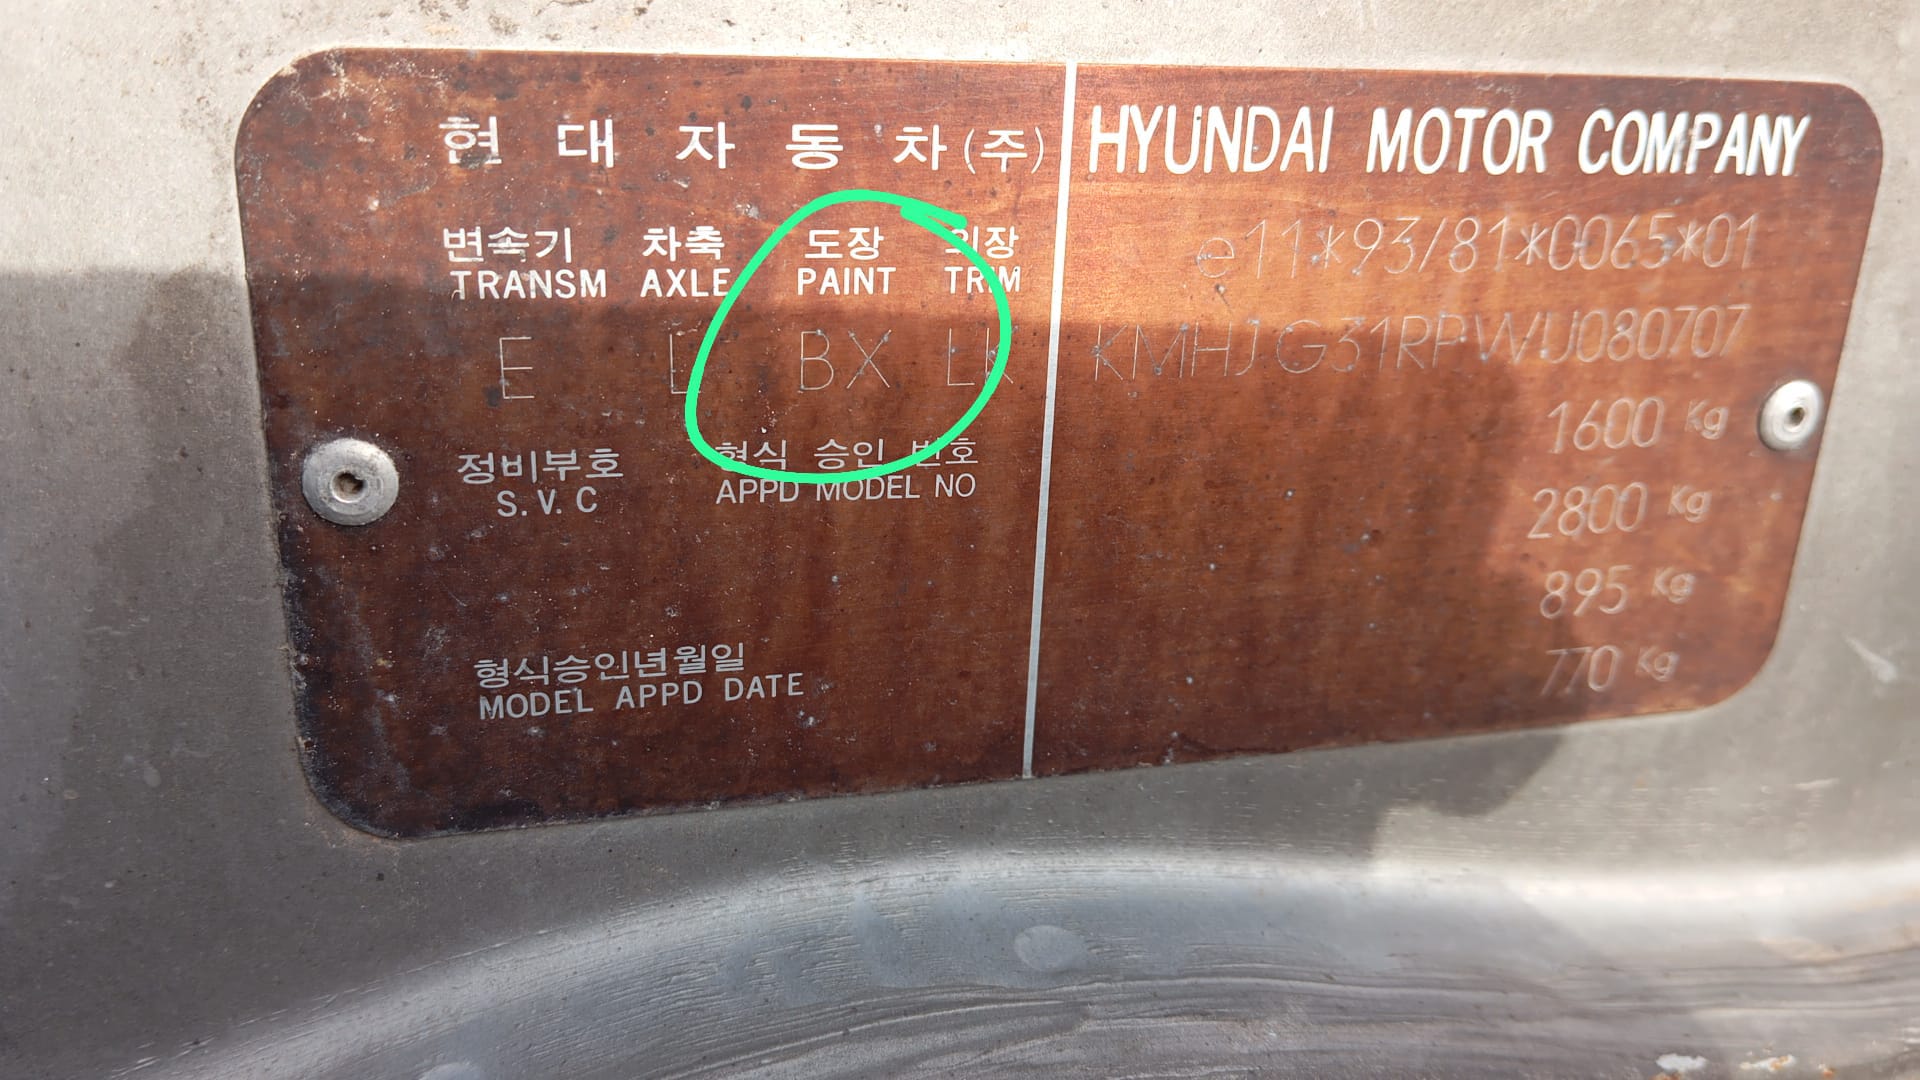 현대자동차(주)
변속기 차축 도장 외장
TRANSM AXLE PAINT TRIM
E BX
정비부호 형식 승인 번호
S.V.C APPD MODEL NO
형식승인년월일
MODEL APPD DATE
HYUNDAI MOTOR COMPANY
e11*93/81*0065*01
KMHJG31RPWU080707
1600 Kg
2800 Kg
895 Kg
770 Kg